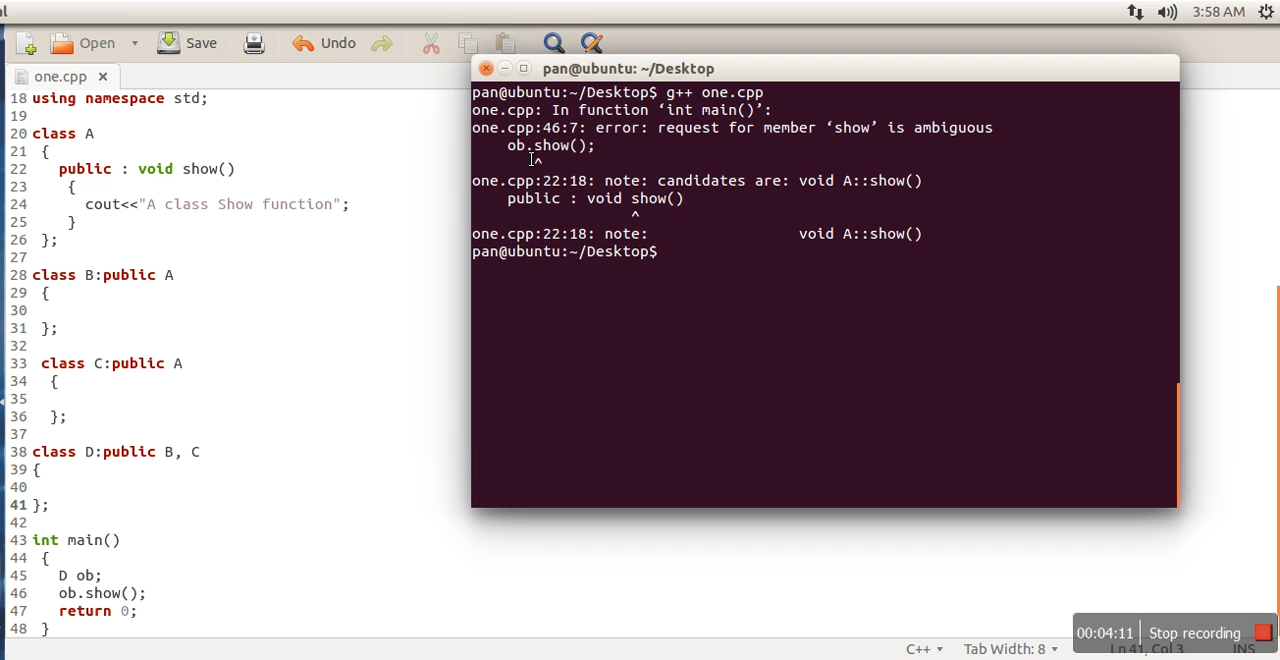 al
3:58 AM
Open Save Undo
one.cpp
18 using namespace std;
19
20 class A
21 {
22 public : void show()
23 {
24 cout<<"A class Show function";
25 }
26 };
27
28 class B:public A
29 {
30
31 };
32
33 class C:public A
34 {
35
36 };
37
38 class D:public B, C
39 {
40
41 };
42
43 int main()
44 {
45 D ob;
46 ob.show();
47 return 0;
48 }
pan@ubuntu: ~/Desktop
pan@ubuntu:~/Desktop$ g++ one.cpp
one.cpp: In function ‘int main()’:
one.cpp:46:7: error: request for member ‘show’ is ambiguous
ob.show();
^
one.cpp:22:18: note: candidates are: void A::show()
public : void show()
^
one.cpp:22:18: note: void A::show()
pan@ubuntu:~/Desktop$
00:04:11 Stop recording
C++ Tab Width: 8 Ln 41, Col 3 INS